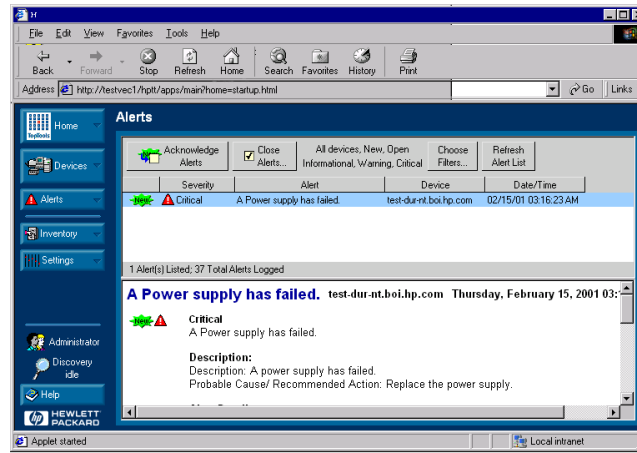 H
File Edit View Favorites Tools Help
Back Forward Stop Refresh Home Search Favorites History Print
Address http://testvec1/hptt/apps/main?home=startup.html Go Links
Toptools Home
Devices
Alerts
Inventory
Settings
Administrator
Discovery
idle
Help
hp HEWLETT
PACKARD
Alerts
Acknowledge
Alerts
Close
Alerts...
All devices, New, Open
Informational, Warning, Critical
Choose
Filters...
Refresh
Alert List
Severity Alert Device Date/Time
New Critical A Power supply has failed. test-dur-nt.boi.hp.com 02/15/01 03:16:23 AM
1 Alert(s) Listed; 37 Total Alerts Logged
A Power supply has failed. test-dur-nt.boi.hp.com Thursday, February 15, 2001 03:
New Critical
A Power supply has failed.
Description:
Description: A power supply has failed.
Probable Cause/ Recommended Action: Replace the power supply.
Applet started Local intranet